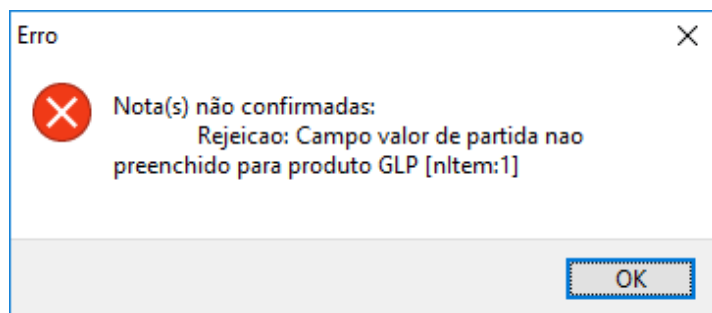 Erro
Nota(s) não confirmadas:
Rejeicao: Campo valor de partida nao
preenchido para produto GLP [nItem:1]
OK